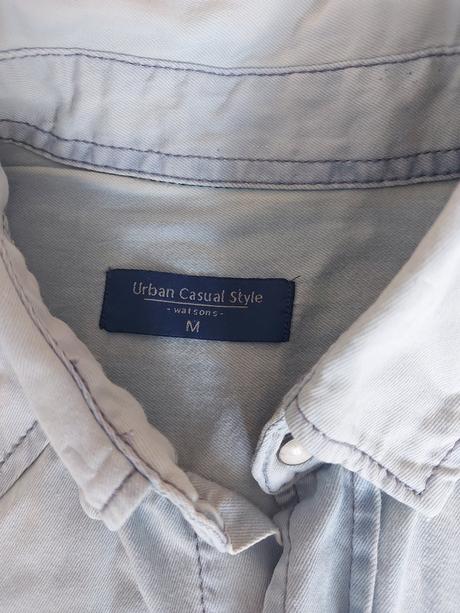 Urban Casual Style
- watsons -
M